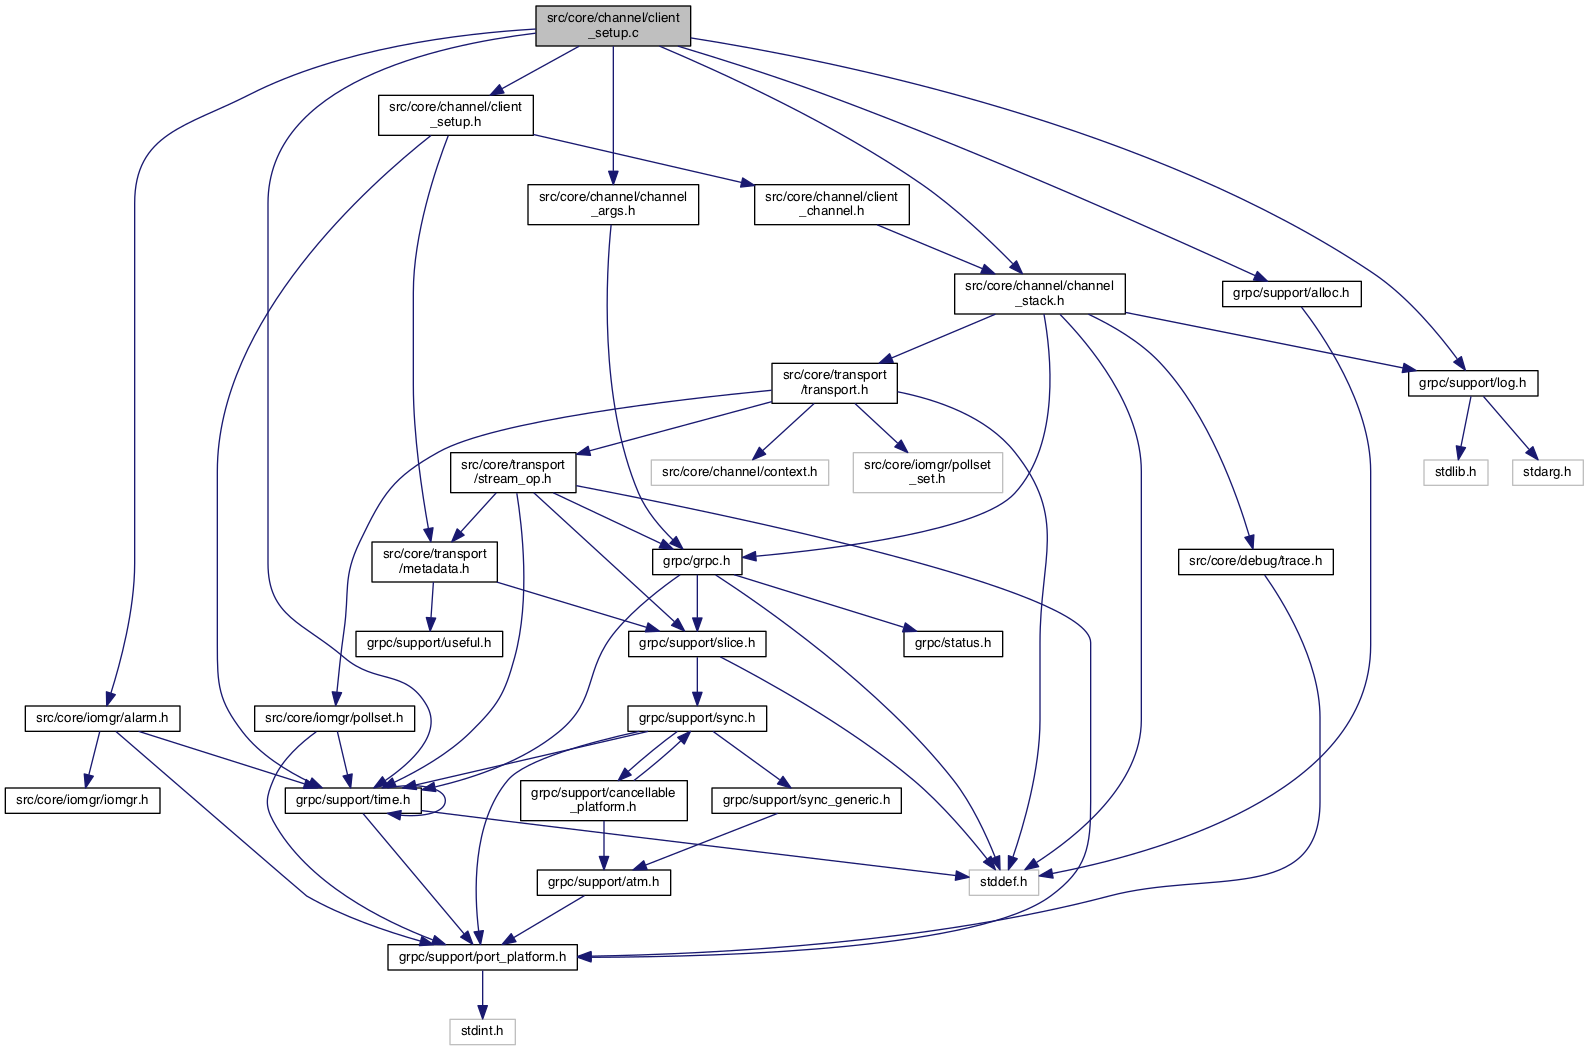 src/core/channel/client
_setup.c
src/core/channel/client
_setup.h
src/core/channel/channel
_args.h
src/core/channel/client
_channel.h
src/core/channel/channel
_stack.h
grpc/support/alloc.h
src/core/transport
/transport.h
grpc/support/log.h
src/core/transport
/stream_op.h
src/core/channel/context.h
src/core/iomgr/pollset
_set.h
stdlib.h
stdarg.h
src/core/transport
/metadata.h
grpc/grpc.h
src/core/debug/trace.h
grpc/support/useful.h
grpc/support/slice.h
grpc/status.h
src/core/iomgr/alarm.h
src/core/iomgr/pollset.h
grpc/support/sync.h
src/core/iomgr/iomgr.h
grpc/support/time.h
grpc/support/cancellable
_platform.h
grpc/support/sync_generic.h
grpc/support/atm.h
stddef.h
grpc/support/port_platform.h
stdint.h